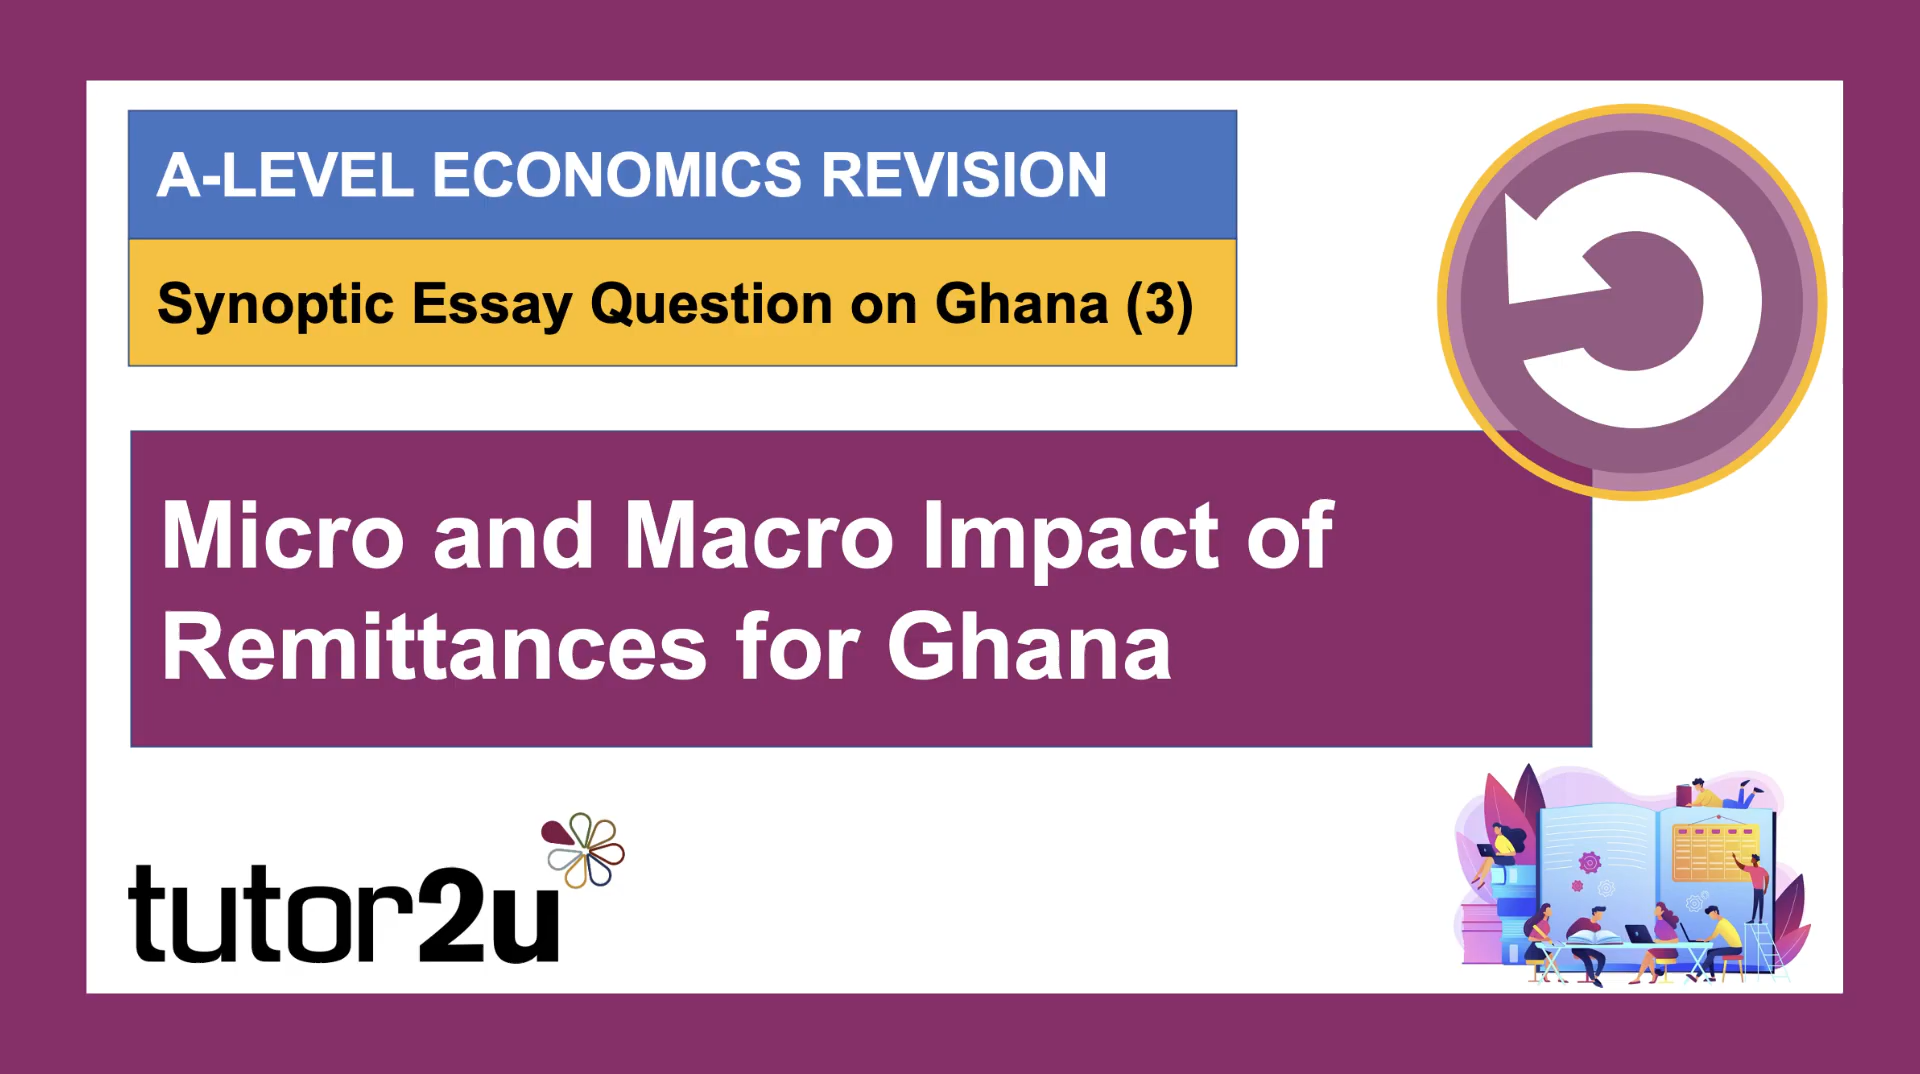 A-LEVEL ECONOMICS REVISION
Synoptic Essay Question on Ghana (3)
Micro and Macro Impact of
Remittances for Ghana
tutor2u